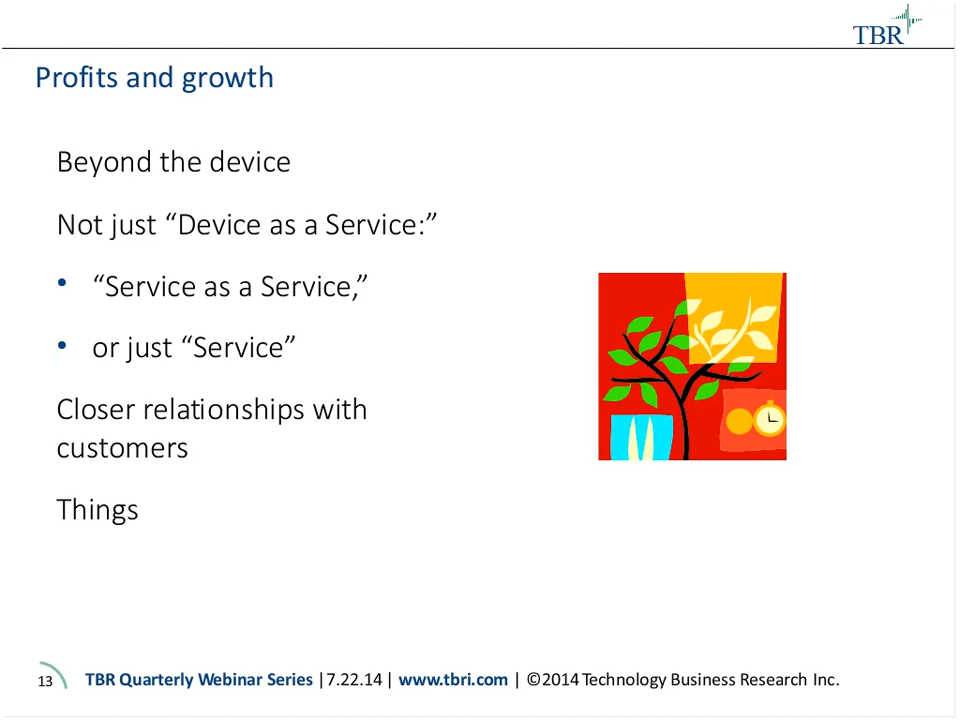 TBR
Profits and growth
Beyond the device
Not just “Device as a Service:”
• “Service as a Service,”
• or just “Service”
Closer relationships with
customers
Things
13 TBR Quarterly Webinar Series | 7.22.14 | www.tbri.com | ©2014 Technology Business Research Inc.